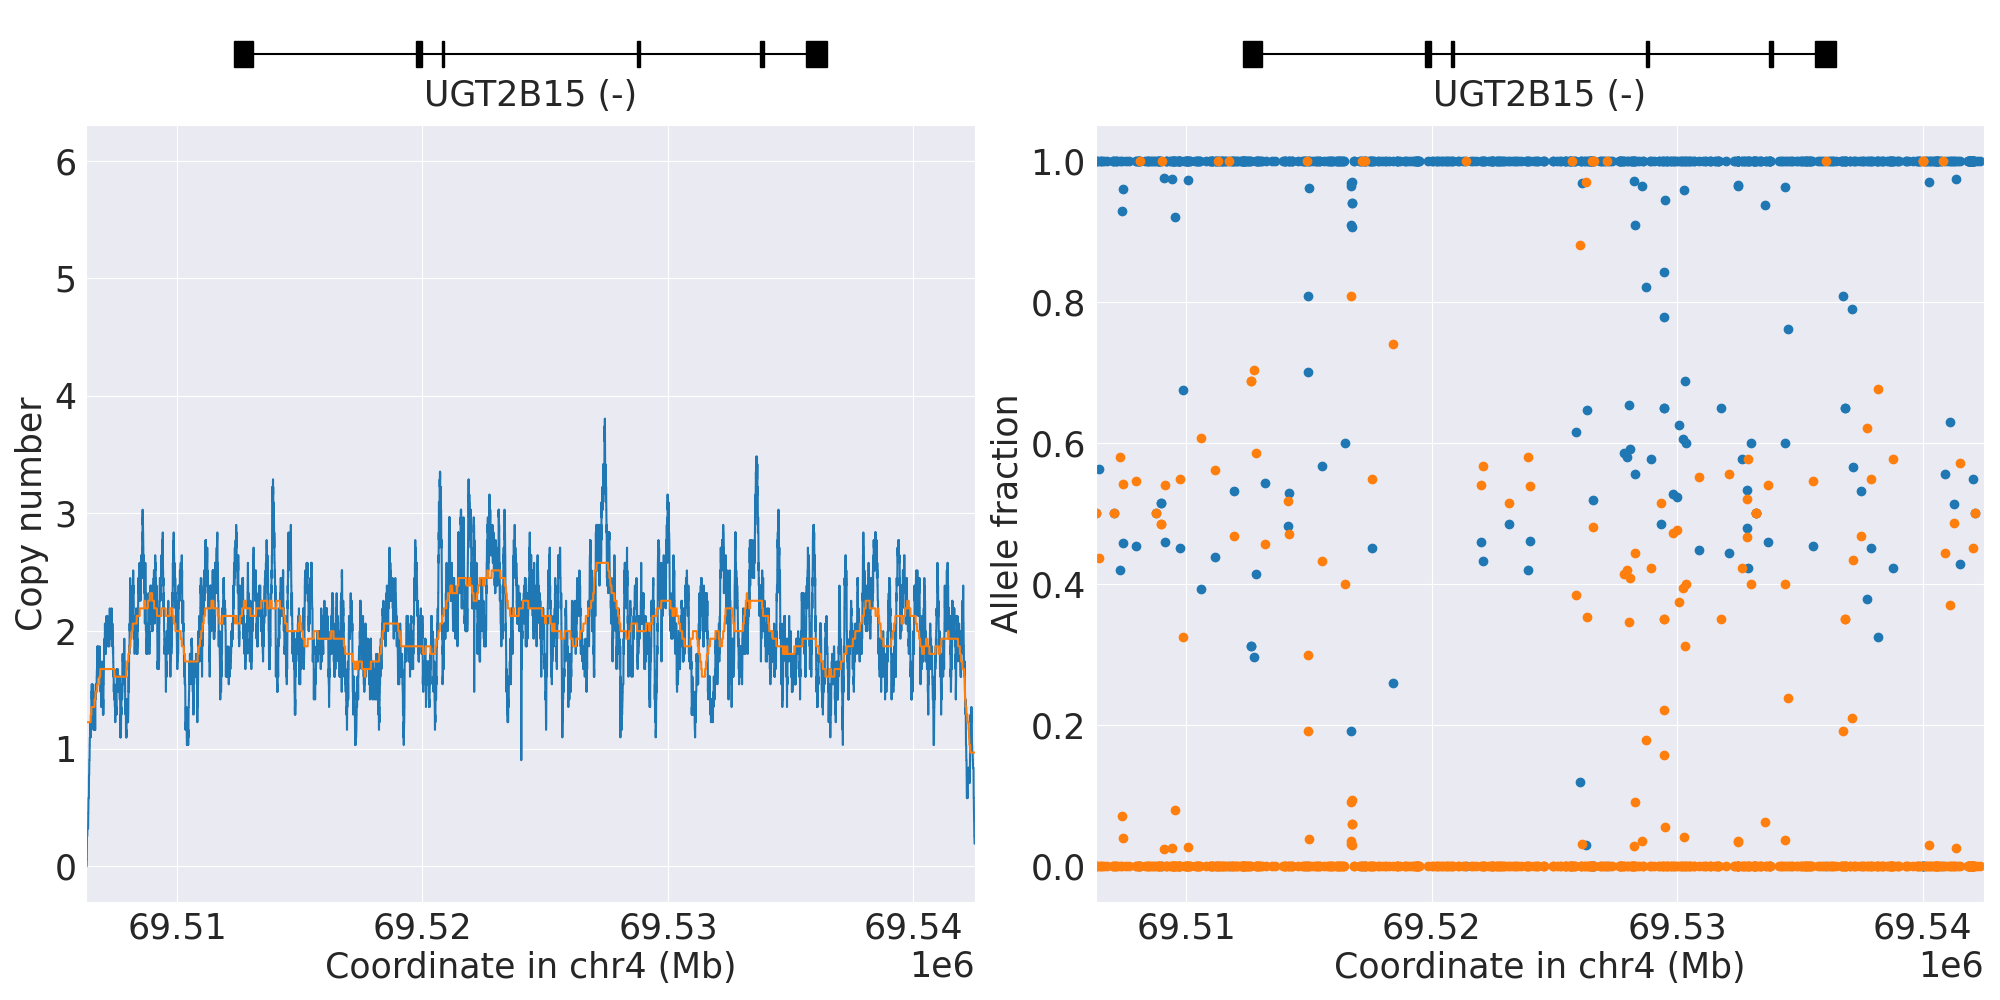 UGT2B15 (-)
6
5
4
3
2
1
0
Copy number
69.51 69.52 69.53 69.54
Coordinate in chr4 (Mb) 1e6
UGT2B15 (-)
1.0
0.8
0.6
0.4
0.2
0.0
Allele fraction
69.51 69.52 69.53 69.54
Coordinate in chr4 (Mb) 1e6